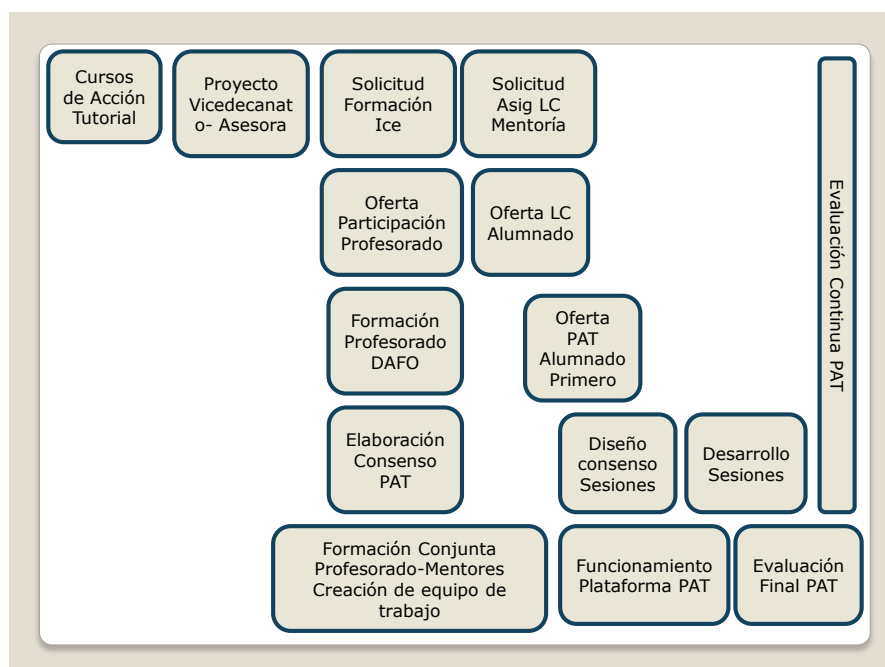 Cursos
de Acción
Tutorial
Proyecto
Vicedecanat
o- Asesora
Solicitud
Formación
Ice
Solicitud
Asig LC
Mentoría
Oferta
Participación
Profesorado
Oferta LC
Alumnado
Formación
Profesorado
DAFO
Oferta
PAT
Alumnado
Primero
Elaboración
Consenso
PAT
Diseño
consenso
Sesiones
Desarrollo
Sesiones
Evaluación Continua PAT
Formación Conjunta
Profesorado-Mentores
Creación de equipo de
trabajo
Funcionamiento
Plataforma PAT
Evaluación
Final PAT